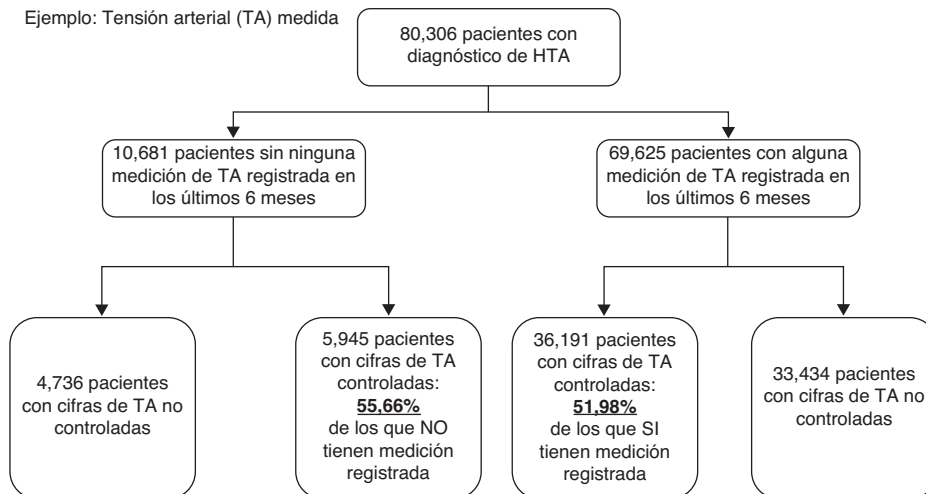 Ejemplo: Tensión arterial (TA) medida
80,306 pacientes con
diagnóstico de HTA
10,681 pacientes sin ninguna
medición de TA registrada en
los últimos 6 meses
69,625 pacientes con alguna
medición de TA registrada en
los últimos 6 meses
4,736 pacientes
con cifras de TA no
controladas
5,945 pacientes
con cifras de TA
controladas:
55,66%
de los que NO
tienen medición
registrada
36,191 pacientes
con cifras de TA
controladas:
51,98%
de los que SI tienen
medición
registrada
33,434 pacientes
con cifras de TA no
controladas